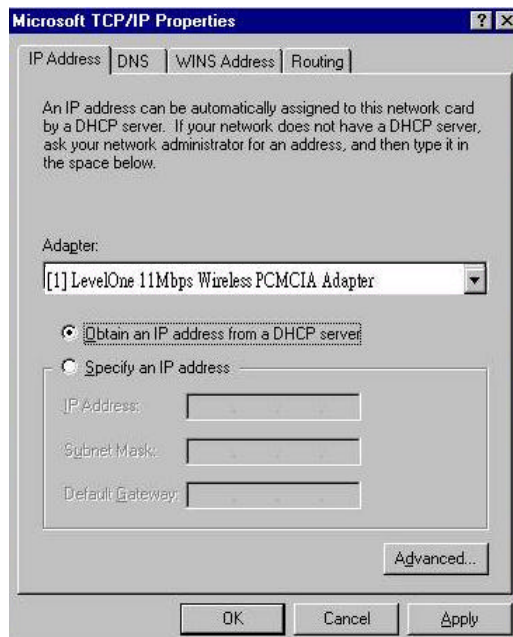 Microsoft TCP/IP Properties
IP Address DNS WINS Address Routing
An IP address can be automatically assigned to this network card
by a DHCP server. If your network does not have a DHCP server,
ask your network administrator for an address, and then type it in
the space below.
Adapter:
[1] LevelOne 11Mbps Wireless PCMCIA Adapter
Obtain an IP address from a DHCP server
Specify an IP address
IP Address:
Subnet Mask:
Default Gateway:
Advanced...
OK Cancel Apply